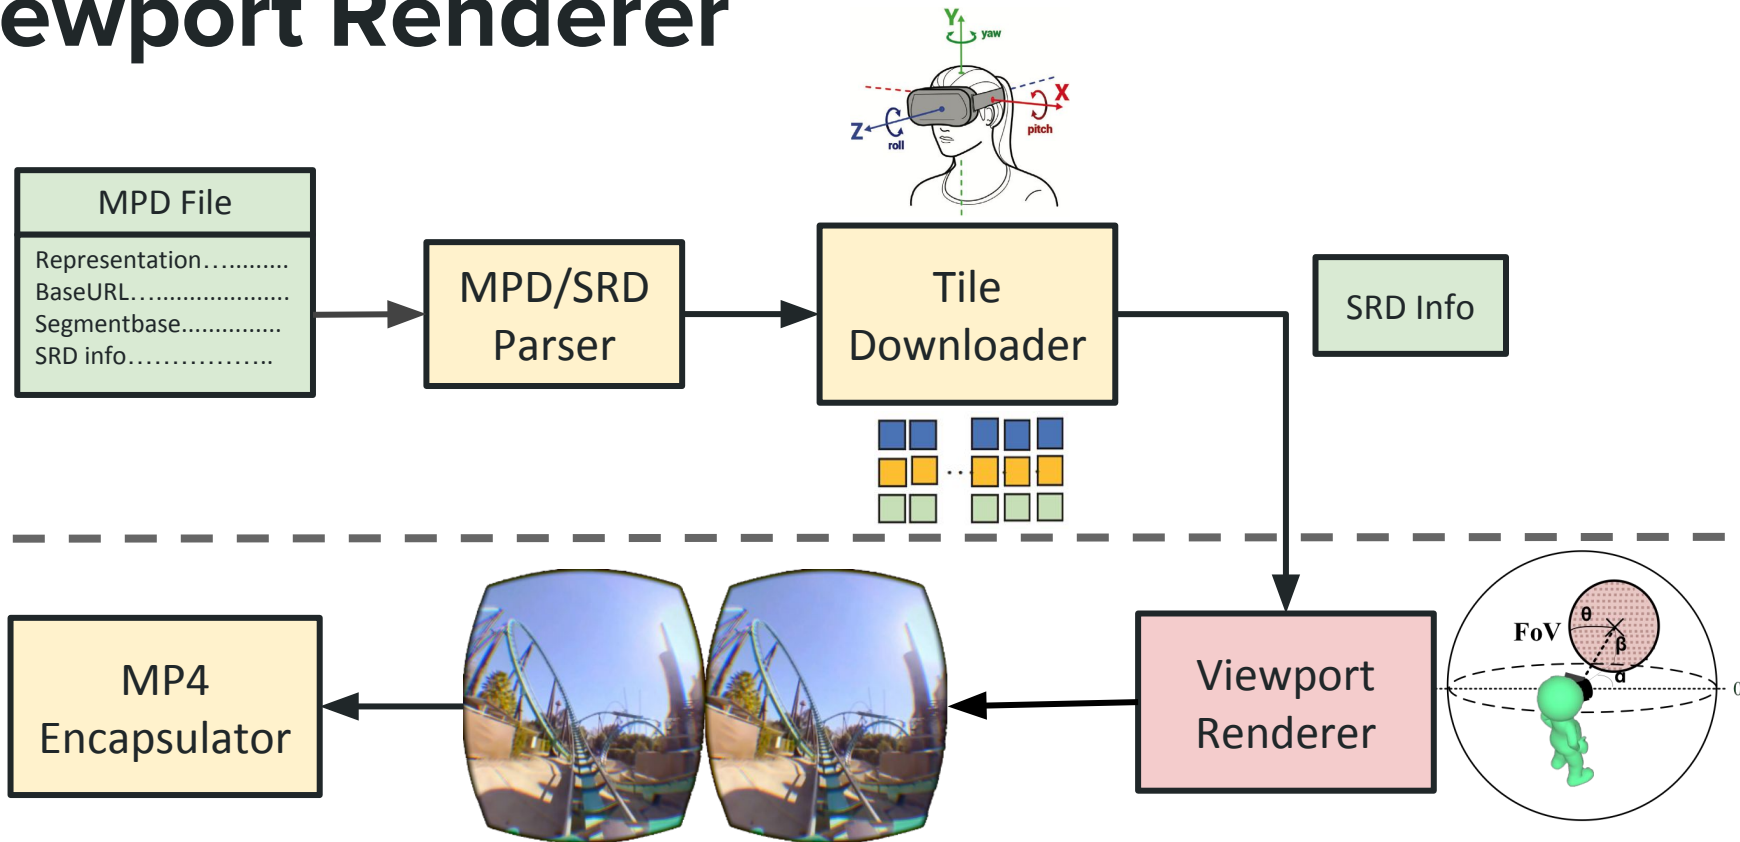 ewport Renderer
Y
yaw
X
pitch
Z
roll
MPD File
Representation….........
BaseURL…....................
Segmentbase...............
SRD info……………..
MPD/SRD
Parser
Tile
Downloader
SRD Info
...
MP4
Encapsulator
Viewport
Renderer
FoV
θ
β
α
0